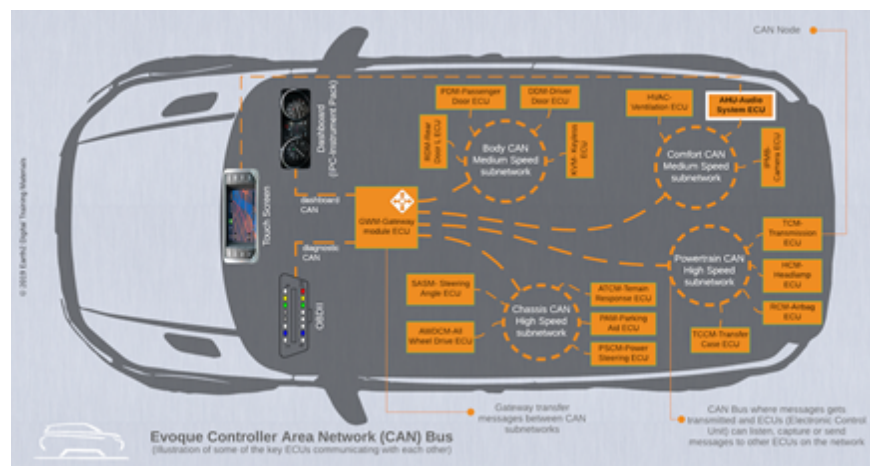 CAN Node
PDM-Passenger
Door ECU
DDM-Driver
Door ECU
HVAC-
Ventilation ECU
AHU-Audio
System ECU
RDM-Rear
Door L ECU
Body CAN
Medium Speed
subnetwork
KVM- Keyless
ECU
Comfort CAN
Medium Speed
subnetwork
IPMB-
Camera ECU
Dashboard
(IPC-Instrument Pack)
Touch Screen
dashboard
CAN
GWM-Gateway
module ECU
diagnostic
CAN
OBDII
TCM-
Transmission
ECU
Powertrain CAN
High Speed
subnetwork
HCM-
Headlamp
ECU
RCM-Airbag
ECU
TCCM-Transfer
Case ECU
SASM- Steering
Angle ECU
ATCM-Terrain
Response ECU
Chassis CAN
High Speed
subnetwork
PAM-Parking
Aid ECU
AWDCM-All
Wheel Drive ECU
PSCM-Power
Steering ECU
© 2019 Earth2 Digital Training Materials
Gateway transfer
messages between CAN
subnetworks
CAN Bus where messages gets
transmitted and ECUs (Electronic Control
Unit) can listen, capture or send
messages to other ECUs on the network
Evoque Controller Area Network (CAN) Bus
(Illustration of some of the key ECUs communicating with each other)